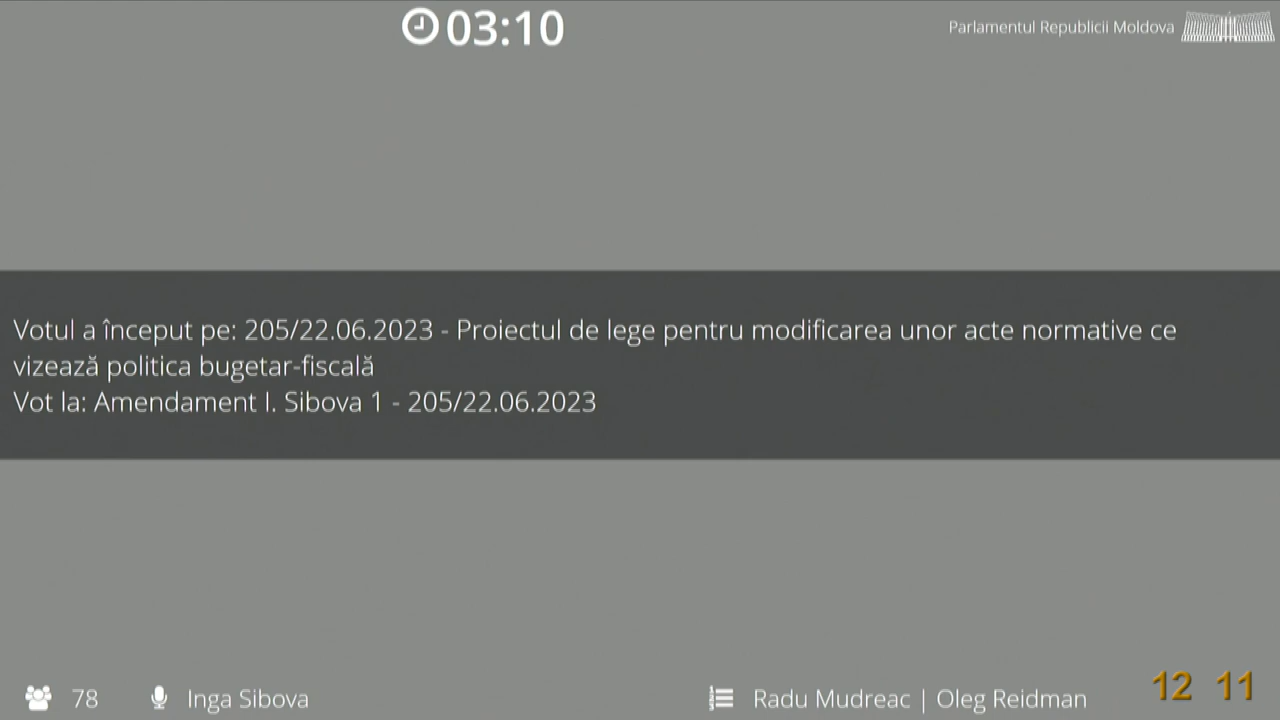 03:10
Parlamentul Republicii Moldova
Votul a început pe: 205/22.06.2023 - Proiectul de lege pentru modificarea unor acte normative ce
vizează politica bugetar-fiscală
Vot la: Amendament I. Sibova 1 - 205/22.06.2023
78 Inga Sibova
Radu Mudreac | Oleg Reidman
12 11